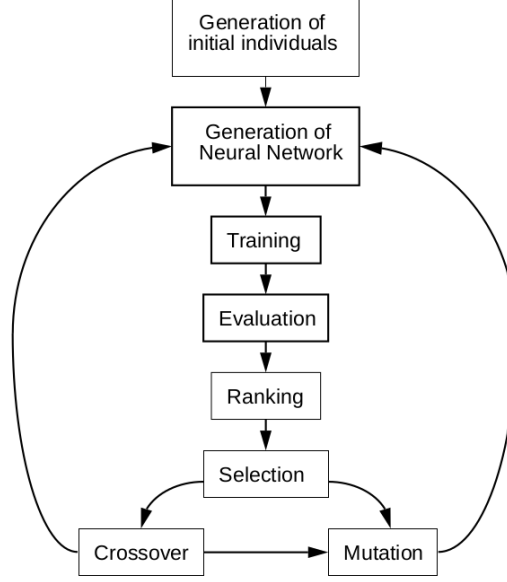 Generation of
initial individuals
Generation of
Neural Network
Training
Evaluation
Ranking
Selection
Crossover
Mutation